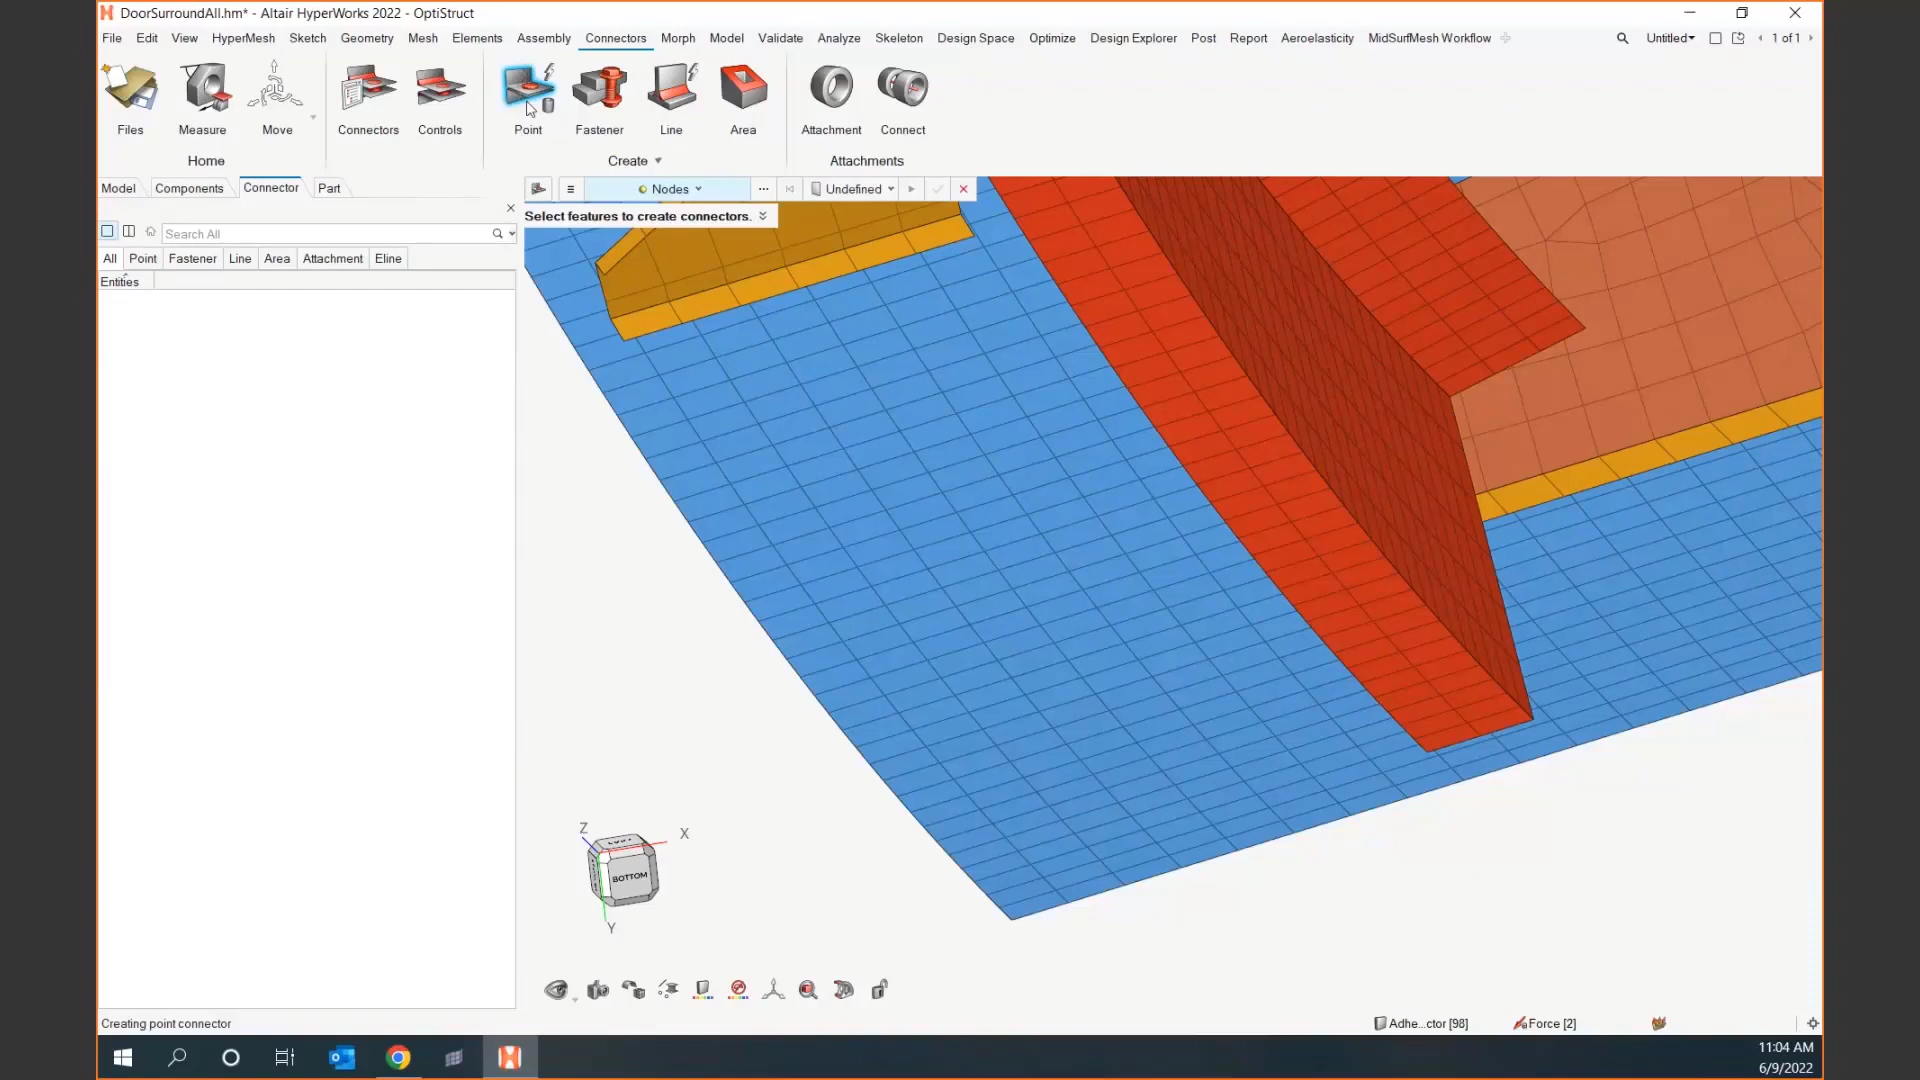 DoorSurroundAll.hm* - Altair HyperWorks 2022 - OptiStruct
File Edit View HyperMesh Sketch Geometry Mesh Elements Assembly Connectors Morph Model Validate Analyze Skeleton Design Space Optimize Design Explorer Post Report Aeroelasticity MidSurfMesh Workflow Untitled 1 of 1
Files Measure Move Connectors Controls Point Fastener Line Area Attachment Connect
Home Create Attachments
Model Components Connector Part Nodes ... Undefined
Select features to create connectors.
Search All
All Point Fastener Line Area Attachment Eline
Entities
Z X
BOTTOM
Y
Creating point connector Adhe...ctor [98] Force [2]
11:04 AM
6/9/2022